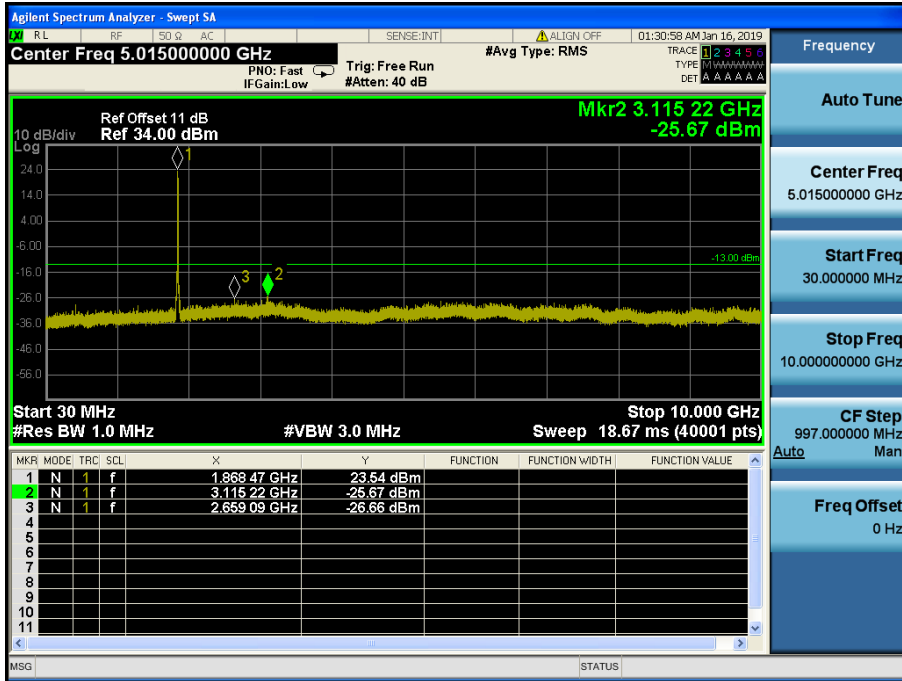 Agilent Spectrum Analyzer - Swept SA
LXI RL RF 50 Ω AC SENSE:INT ALIGN OFF 01:30:58 AM Jan 16, 2019
Center Freq 5.015000000 GHz #Avg Type: RMS TRACE 1 2 3 4 5 6
PNO: Fast Trig: Free Run TYPE M WWWWW
IFGain:Low #Atten: 40 dB DET A A A A A A
Frequency
Auto Tune
Center Freq
5.015000000 GHz
Start Freq
30.000000 MHz
Stop Freq
10.000000000 GHz
CF Step
997.000000 MHz
Auto Man
Freq Offset
0 Hz
Mkr2 3.115 22 GHz
-25.67 dBm
Ref Offset 11 dB
10 dB/div Ref 34.00 dBm
Log
1
24.0
14.0
4.00
-6.00
-13.00 dBm
-16.0
3 2
-26.0
-36.0
-46.0
-56.0
Start 30 MHz Stop 10.000 GHz
#Res BW 1.0 MHz #VBW 3.0 MHz Sweep 18.67 ms (40001 pts)
MKR MODE TRC SCL X Y FUNCTION FUNCTION WIDTH FUNCTION VALUE
1 N 1 f 1.868 47 GHz 23.54 dBm
2 N 1 f 3.115 22 GHz -25.67 dBm
3 N 1 f 2.659 09 GHz -26.66 dBm
4
5
6
7
8
9
10
11
MSG STATUS